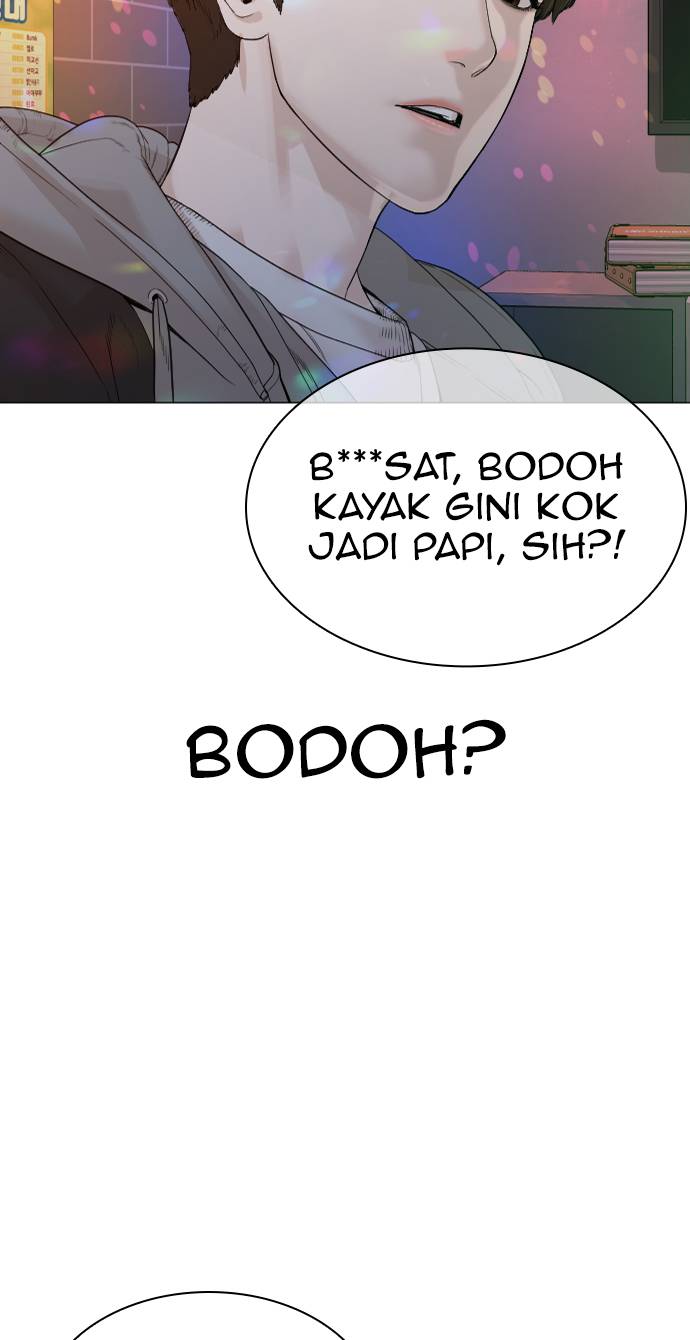 B***SAT, BODOH
KAYAK GINI KOK
JADI PAPI, SIH?!
BODOH?